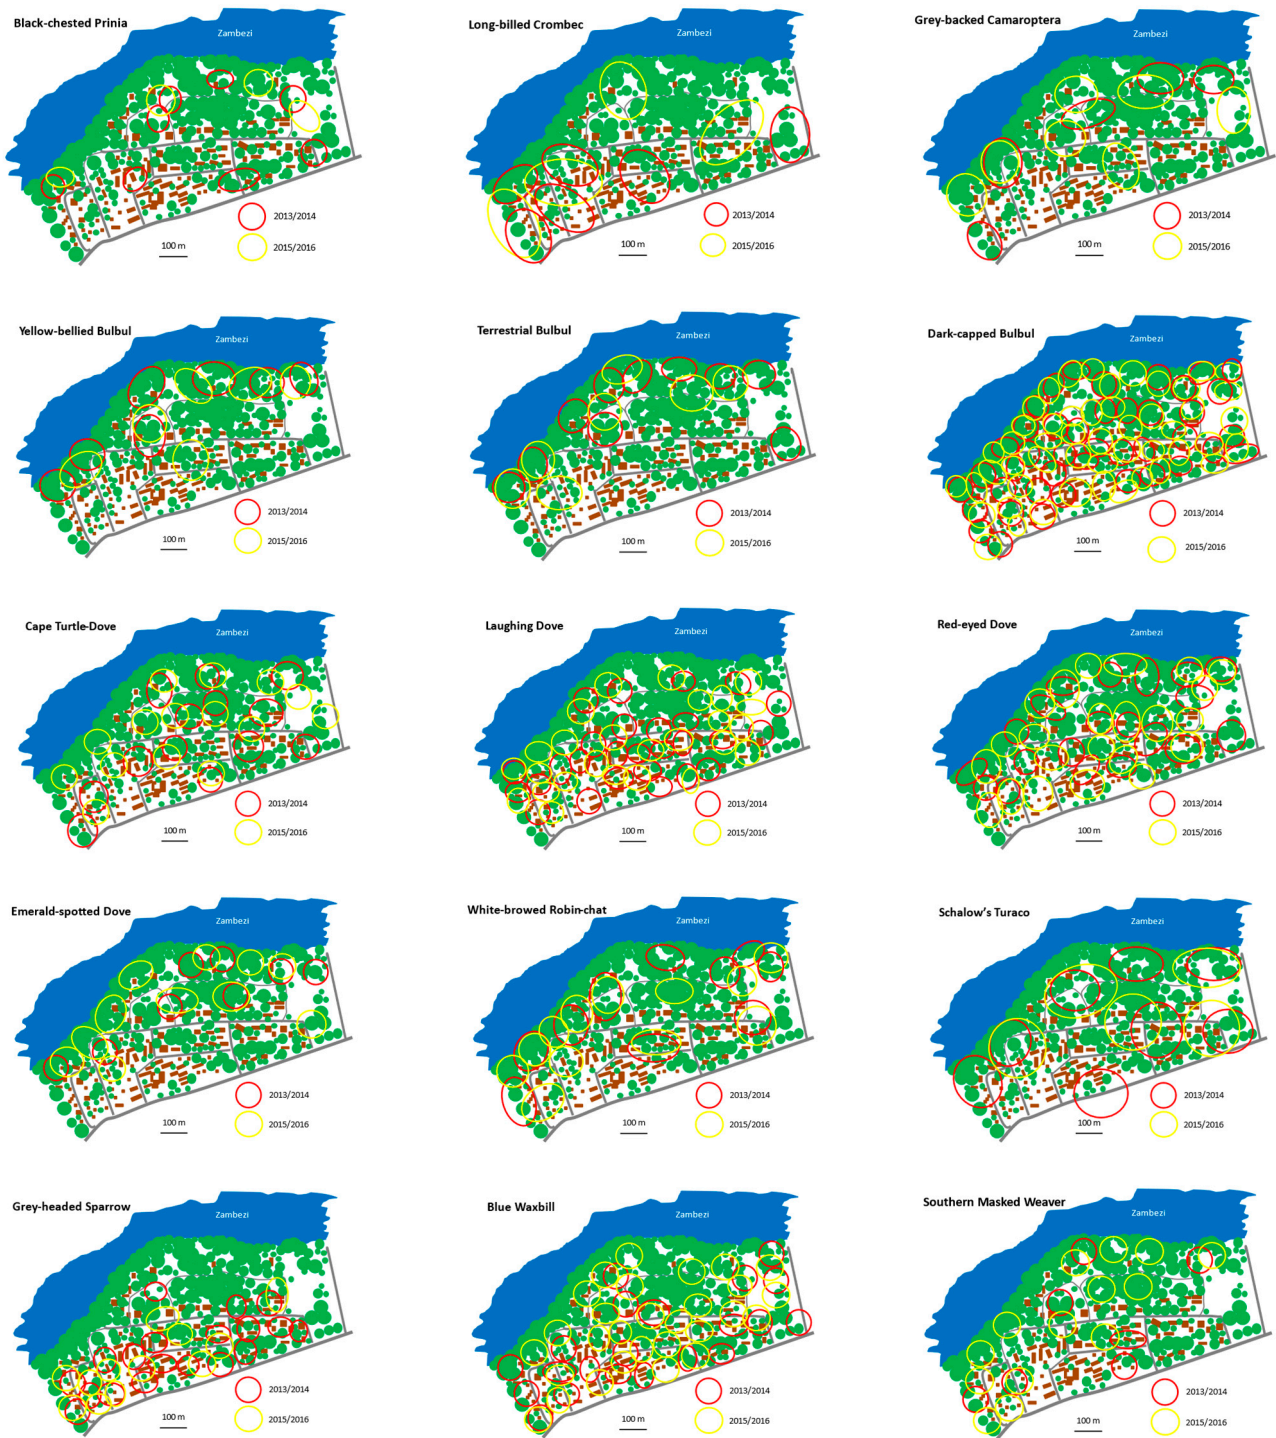 Black-chested Prinia
Zambezi
2013/2014
2015/2016
100 m
Long-billed Crombec
Zambezi
2013/2014
2015/2016
100 m
Grey-backed Camaroptera
Zambezi
2013/2014
2015/2016
100 m
Yellow-bellied Bulbul
Zambezi
2013/2014
2015/2016
100 m
Terrestrial Bulbul
Zambezi
2013/2014
2015/2016
100 m
Dark-capped Bulbul
Zambezi
2013/2014
2015/2016
100 m
Cape Turtle-Dove
Zambezi
2013/2014
2015/2016
100 m
Laughing Dove
Zambezi
2013/2014
2015/2016
100 m
Red-eyed Dove
Zambezi
2013/2014
2015/2016
100 m
Emerald-spotted Dove
Zambezi
2013/2014
2015/2016
100 m
White-browed Robin-chat
Zambezi
2013/2014
2015/2016
100 m
Schalow's Turaco
Zambezi
2013/2014
2015/2016
100 m
Grey-headed Sparrow
Zambezi
2013/2014
2015/2016
100 m
Blue Waxbill
Zambezi
2013/2014
2015/2016
100 m
Southern Masked Weaver
Zambezi
2013/2014
2015/2016
100 m